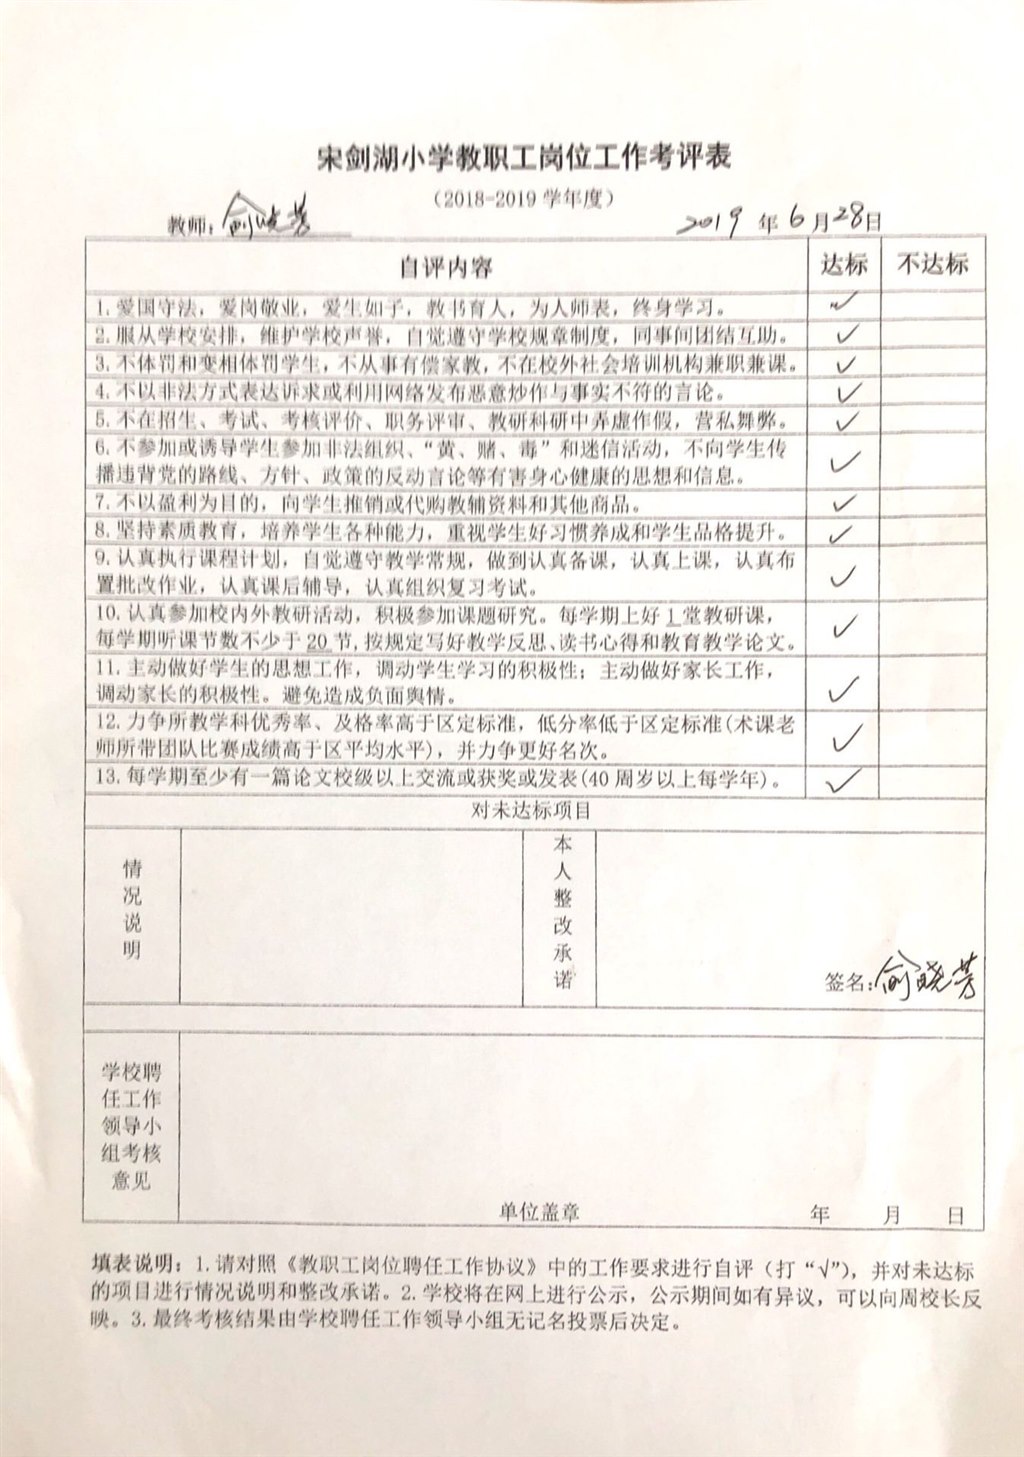 宋剑湖小学教职工岗位工作考评表
（2018-2019 学年度）
教师：俞晓芳 2019 年 6 月 28 日
自评内容 达标 不达标
1. 爱国守法，爱岗敬业，爱生如子，教书育人，为人师表，终身学习。 ✓
2. 服从学校安排，维护学校声誉，自觉遵守学校规章制度，同事间团结互助。 ✓
3. 不体罚和变相体罚学生，不从事有偿家教，不在校外社会培训机构兼职兼课。 ✓
4. 不以非法方式表达诉求或利用网络发布恶意炒作与事实不符的言论。 ✓
5. 不在招生、考试、考核评价、职务评审、教研科研中弄虚作假，营私舞弊。 ✓
6. 不参加或诱导学生参加非法组织、“黄、赌、毒”和迷信活动，不向学生传
播违背党的路线、方针、政策的反动言论等有害身心健康的思想和信息。 ✓
7. 不以盈利为目的，向学生推销或代购教辅资料和其他商品。 ✓
8. 坚持素质教育，培养学生各种能力，重视学生好习惯养成和学生品格提升。 ✓
9. 认真执行课程计划，自觉遵守教学常规，做到认真备课，认真上课，认真布
置批改作业，认真课后辅导，认真组织复习考试。 ✓
10. 认真参加校内外教研活动，积极参加课题研究。每学期上好 1 堂教研课，
每学期听课节数不少于 20 节，按规定写好教学反思、读书心得和教育教学论文。 ✓
11. 主动做好学生的思想工作，调动学生学习的积极性；主动做好家长工作，
调动家长的积极性。避免造成负面舆情。 ✓
12. 力争所教学科优秀率、及格率高于区定标准，低分率低于区定标准（术课老
师所带团队比赛成绩高于区平均水平），并力争更好名次。 ✓
13. 每学期至少有一篇论文校级以上交流或获奖或发表（40 周岁以上每学年）。 ✓
对未达标项目
情况说明
本人整改承诺
签名：俞晓芳
学校聘
任工作
领导小
组考核
意见
单位盖章 年 月 日
填表说明：1. 请对照《教职工岗位聘任工作协议》中的工作要求进行自评（打“√”），并对未达标
的项目进行情况说明和整改承诺。2. 学校将在网上进行公示，公示期间如有异议，可以向周校长反
映。3. 最终考核结果由学校聘任工作领导小组无记名投票后决定。